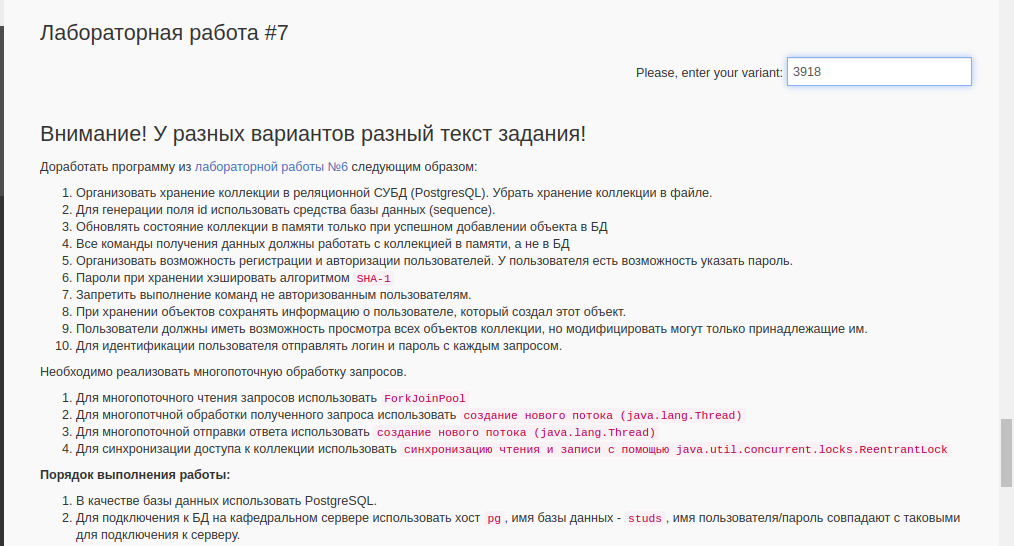 Лабораторная работа #7
Please, enter your variant: 3918
Внимание! У разных вариантов разный текст задания!
Доработать программу из лабораторной работы №6 следующим образом:
1. Организовать хранение коллекции в реляционной СУБД (PostgresQL). Убрать хранение коллекции в файле.
2. Для генерации поля id использовать средства базы данных (sequence).
3. Обновлять состояние коллекции в памяти только при успешном добавлении объекта в БД
4. Все команды получения данных должны работать с коллекцией в памяти, а не в БД
5. Организовать возможность регистрации и авторизации пользователей. У пользователя есть возможность указать пароль.
6. Пароли при хранении хэшировать алгоритмом SHA-1
7. Запретить выполнение команд не авторизованным пользователям.
8. При хранении объектов сохранять информацию о пользователе, который создал этот объект.
9. Пользователи должны иметь возможность просмотра всех объектов коллекции, но модифицировать могут только принадлежащие им.
10. Для идентификации пользователя отправлять логин и пароль с каждым запросом.
Необходимо реализовать многопоточную обработку запросов.
1. Для многопоточного чтения запросов использовать ForkJoinPool
2. Для многопотчной обработки полученного запроса использовать создание нового потока (java.lang.Thread)
3. Для многопоточной отправки ответа использовать создание нового потока (java.lang.Thread)
4. Для синхронизации доступа к коллекции использовать синхронизацию чтения и записи с помощью java.util.concurrent.locks.ReentrantLock
Порядок выполнения работы:
1. В качестве базы данных использовать PostgreSQL.
2. Для подключения к БД на кафедральном сервере использовать хост pg, имя базы данных - studs, имя пользователя/пароль совпадают с таковыми
для подключения к серверу.